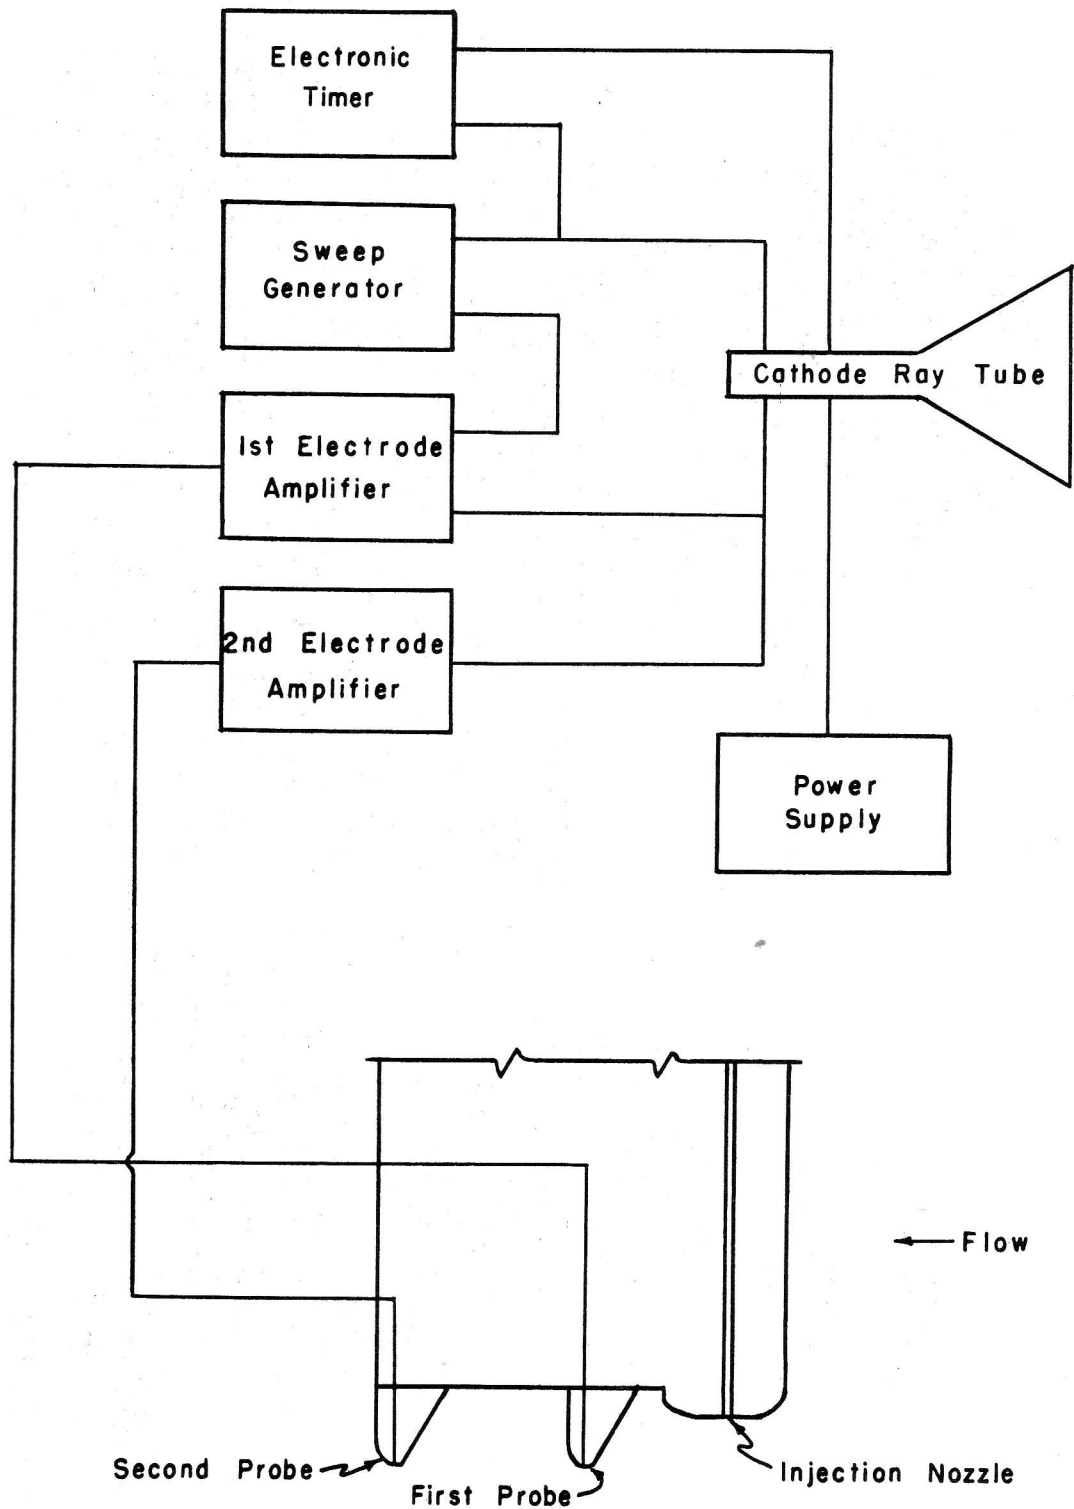 Electronic
Timer
Sweep
Generator
Cathode Ray Tube
1st Electrode
Amplifier
2nd Electrode
Amplifier
Power
Supply
Flow
Second Probe
First Probe
Injection Nozzle